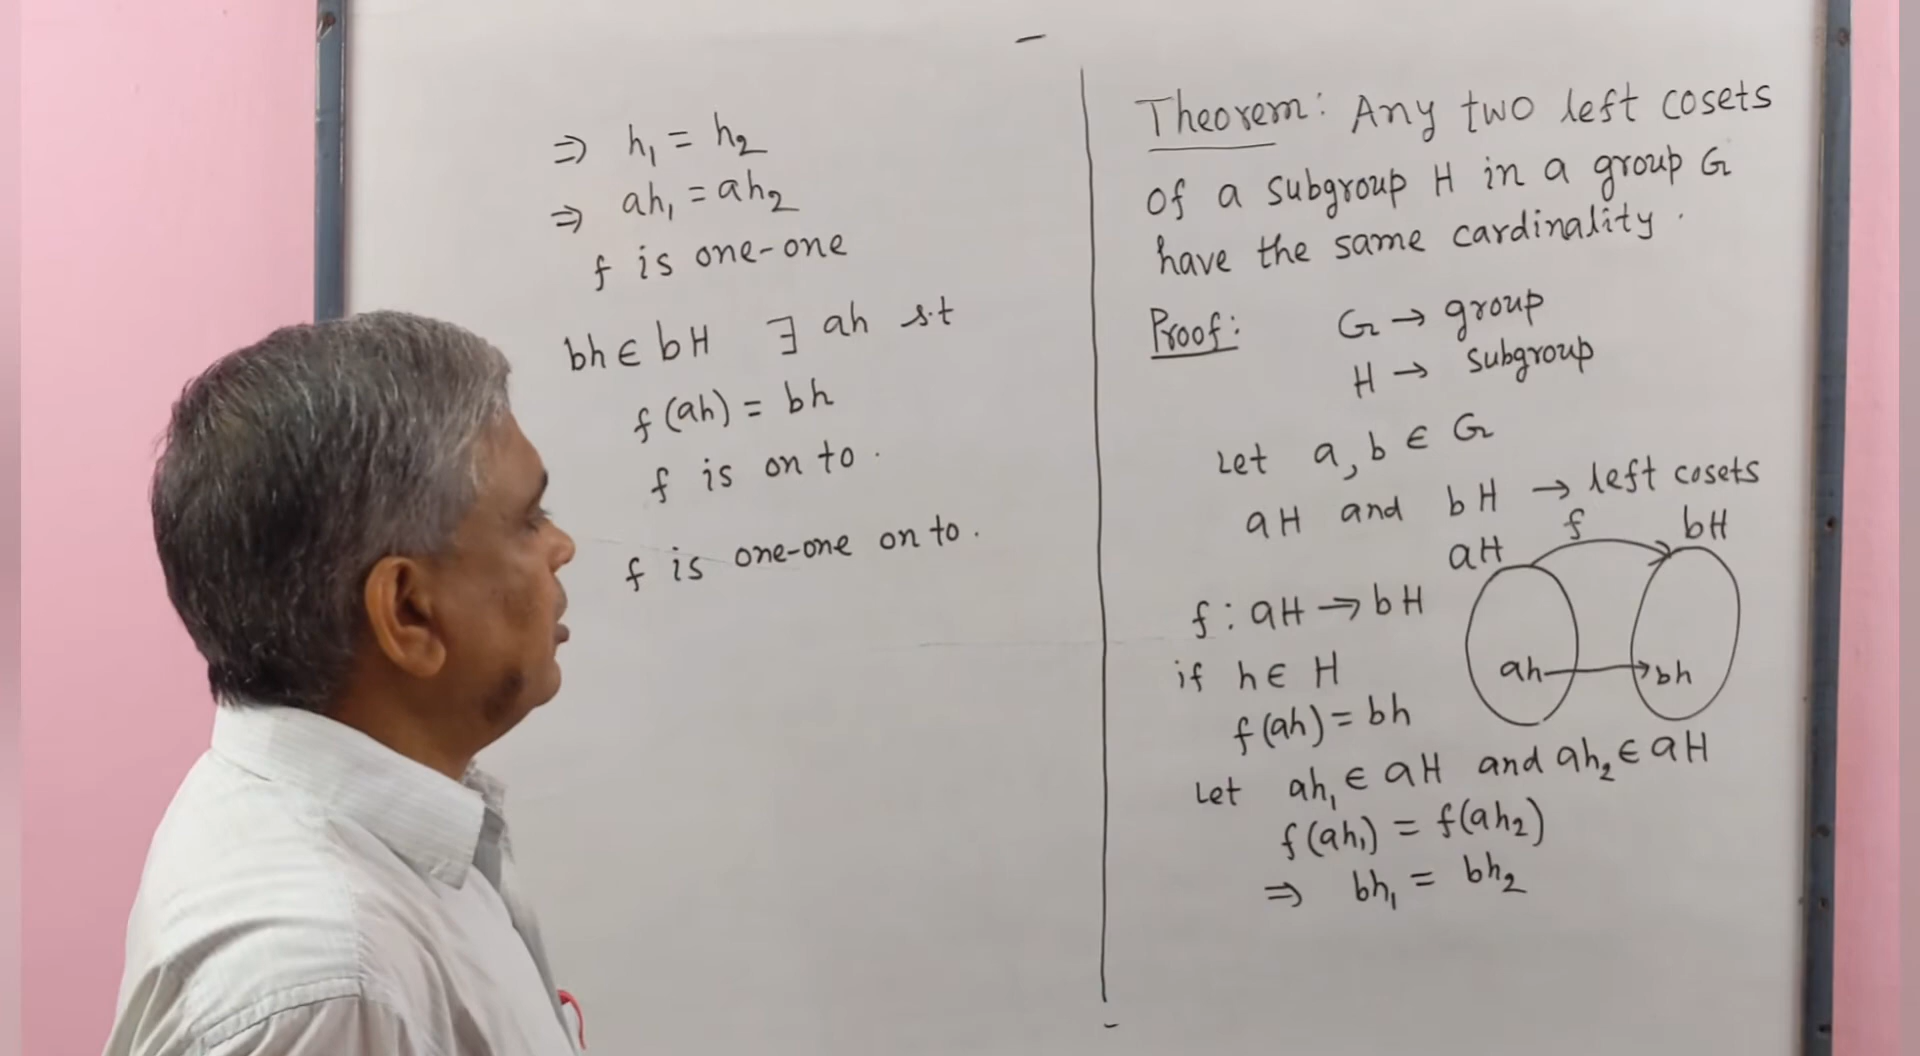 Theorem: Any two left cosets
of a subgroup H in a group G
have the same cardinality.
Proof: G → group
H → subgroup
Let a, b ∈ G
aH and bH → left cosets
f
aH bH
f : aH → bH
if h ∈ H
ah → bh
f(ah) = bh
Let ah₁ ∈ aH and ah₂ ∈ aH
f(ah₁) = f(ah₂)
⇒ bh₁ = bh₂
⇒ h₁ = h₂
⇒ ah₁ = ah₂
f is one-one
bh ∈ bH ∃ ah s.t
f(ah) = bh
f is on to.
f is one-one on to.